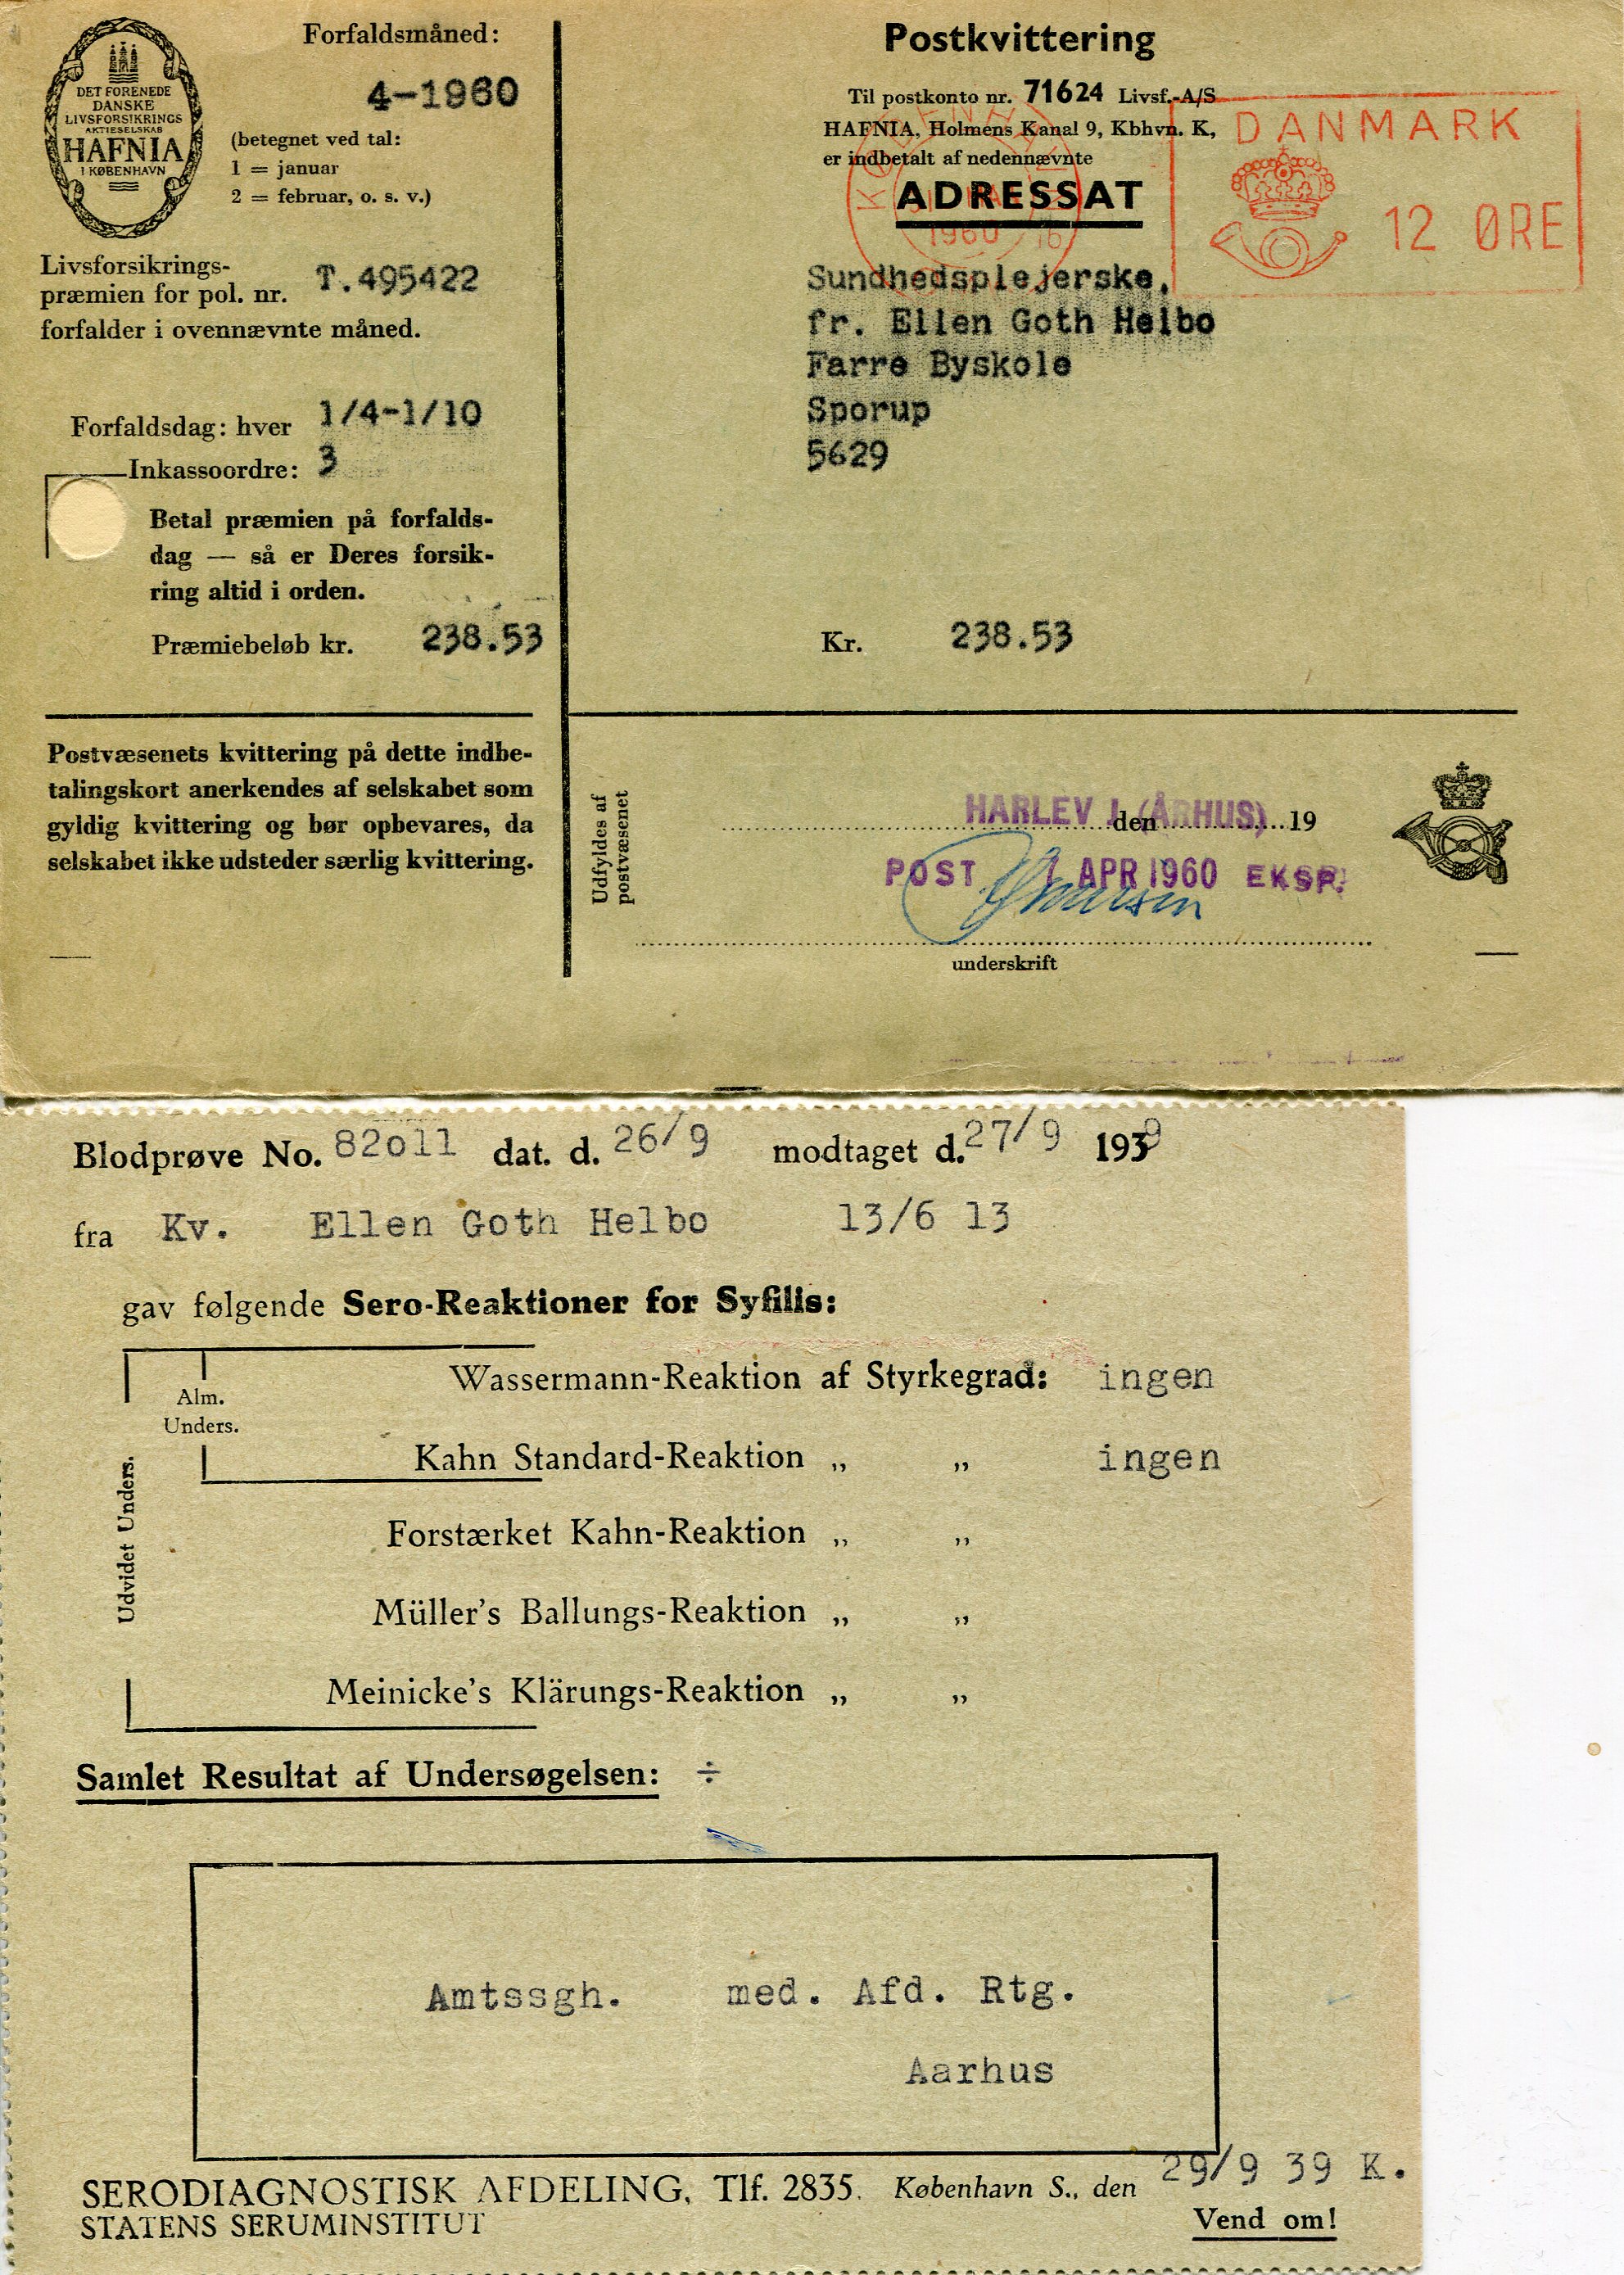 DET FORENEDE
DANSKE
LIVSFORSIKRINGS
AKTIESELSKAB
HAFNIA
I KØBENHAVN
Forfaldsmåned:
4-1960
(betegnet ved tal:
1 = januar
2 = februar, o. s. v.)
Livsforsikrings-
præmien for pol. nr. T.495422
forfalder i ovennævnte måned.
Forfaldsdag: hver 1/4-1/10
Inkassoordre: 3
Betal præmien på forfalds-
dag — så er Deres forsik-
ring altid i orden.
Præmiebeløb kr. 238.53
Postvæsenets kvittering på dette indbe-
talingskort anerkendes af selskabet som
gyldig kvittering og bør opbevares, da
selskabet ikke udsteder særlig kvittering.
Postkvittering
Til postkonto nr. 71624 Livsf.-A/S
HAFNIA, Holmens Kanal 9, Kbhvn. K,
er indbetalt af nedennævnte
ADRESSAT
1960
DANMARK
12 ØRE
Sundhedsplejerske,
fr. Ellen Goth Helbo
Farre Byskole
Sporup
5629
Kr. 238.53
Udfyldes af
postvæsenet
HARLEV J. (ÅRHUS)
den 19
POST 1 APR 1960 EKSP.
underskrift
Blodprøve No. 82o11 dat. d. 26/9 modtaget d. 27/9 1939
fra Kv. Ellen Goth Helbo 13/6 13
gav følgende Sero-Reaktioner for Syfilis:
Alm.
Unders.
Udvidet Unders.
Wassermann-Reaktion af Styrkegrad: ingen
Kahn Standard-Reaktion „ „ ingen
Forstærket Kahn-Reaktion „ „
Müller's Ballungs-Reaktion „ „
Meinicke's Klärungs-Reaktion „ „
Samlet Resultat af Undersøgelsen: ÷
Amtssgh. med. Afd. Rtg.
Aarhus
SERODIAGNOSTISK AFDELING, Tlf. 2835. København S., den 29/9 39 K.
STATENS SERUMINSTITUT
Vend om!